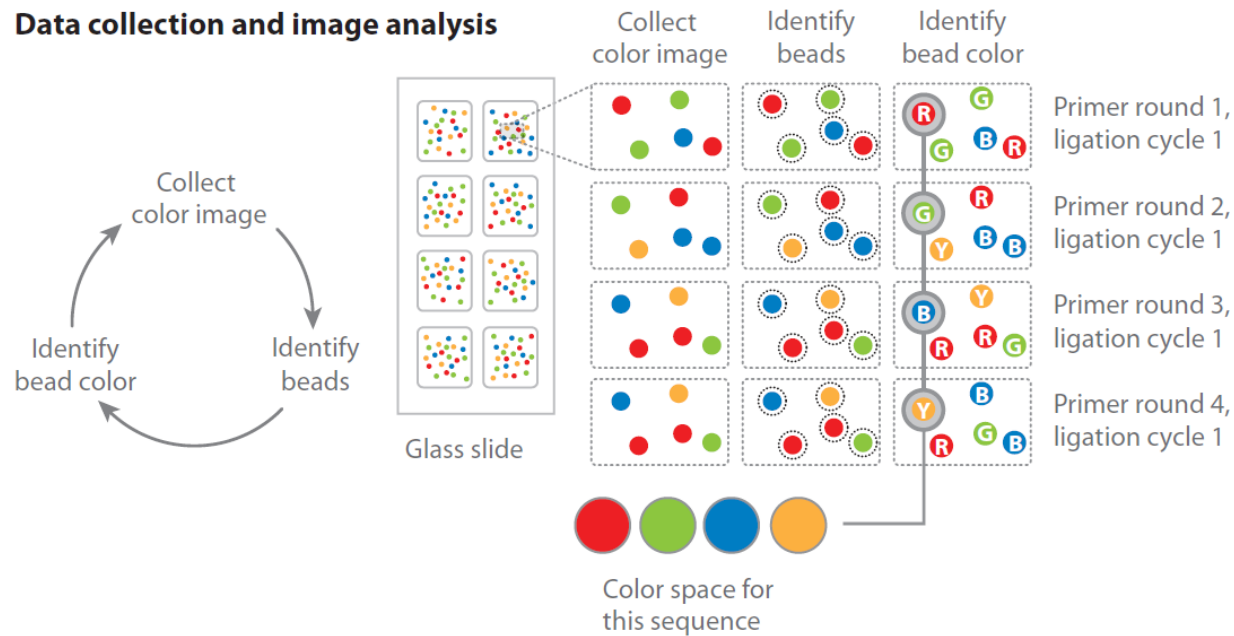 Data collection and image analysis
Collect
color image
Identify
beads
Identify
bead color
Collect
color image
Identify
beads
Identify
bead color
Glass slide
R
G
B
G
R
Primer round 1,
ligation cycle 1
R
G
B
Y
B
Primer round 2,
ligation cycle 1
Y
B
R
R
G
Primer round 3,
ligation cycle 1
B
Y
G
R
B
Primer round 4,
ligation cycle 1
Color space for
this sequence